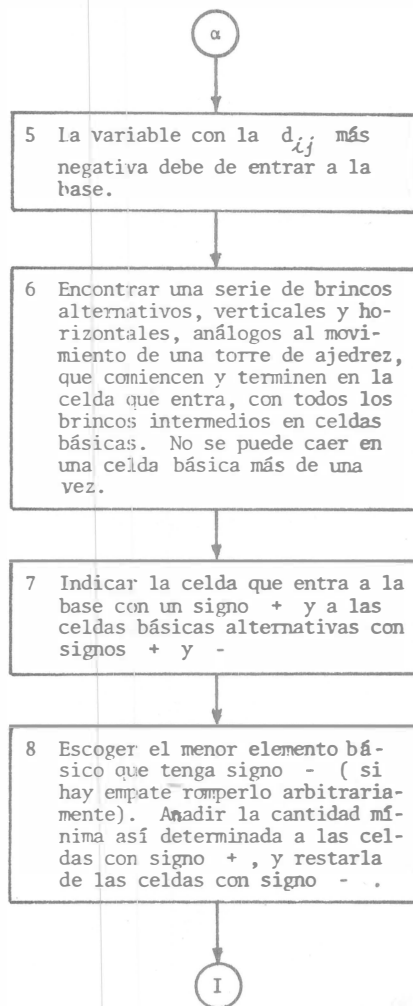 α
5 La variable con la d_ij más
negativa debe de entrar a la
base.
6 Encontrar una serie de brincos
alternativos, verticales y ho-
rizontales, análogos al movi-
miento de una torre de ajedrez,
que comiencen y terminen en la
celda que entra, con todos los
brincos intermedios en celdas
básicas. No se puede caer en
una celda básica más de una
vez.
7 Indicar la celda que entra a la
base con un signo + y a las
celdas básicas alternativas con
signos + y -
8 Escoger el menor elemento bá-
sico que tenga signo - ( si
hay empate romperlo arbitraria-
mente). Anadir la cantidad mí-
nima así determinada a las cel-
das con signo + , y restarla
de las celdas con signo - .
I